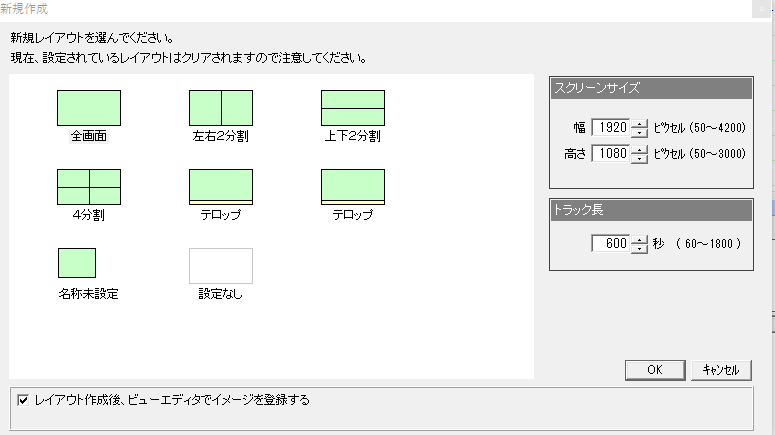 新規作成
新規レイアウトを選んでください。
現在、設定されているレイアウトはクリアされますので注意してください。
全画面
左右2分割
上下2分割
4分割
テロップ
テロップ
名称未設定
設定なし
スクリーンサイズ
幅 1920 ピクセル (50～4200)
高さ 1080 ピクセル (50～3000)
トラック長
600 秒 ( 60～1800 )
OK
キャンセル
レイアウト作成後、ビューエディタでイメージを登録する